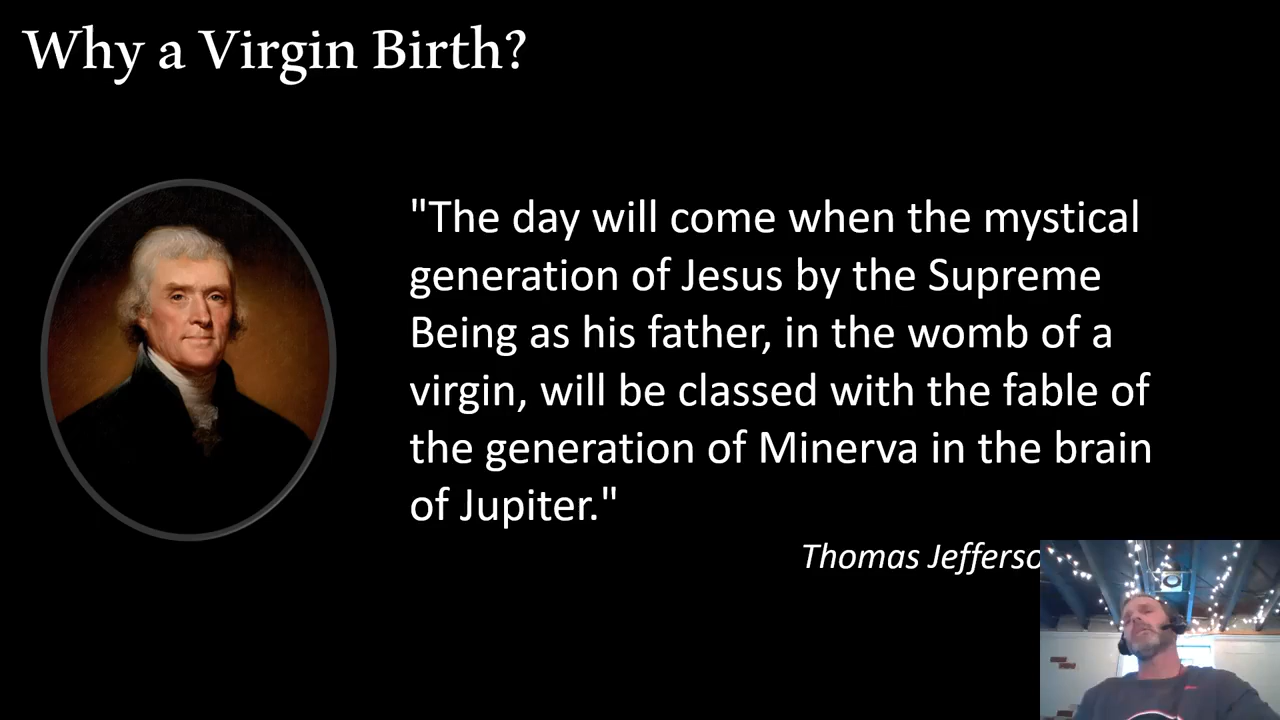 Why a Virgin Birth?
"The day will come when the mystical
generation of Jesus by the Supreme
Being as his father, in the womb of a
virgin, will be classed with the fable of
the generation of Minerva in the brain
of Jupiter."
Thomas Jefferso